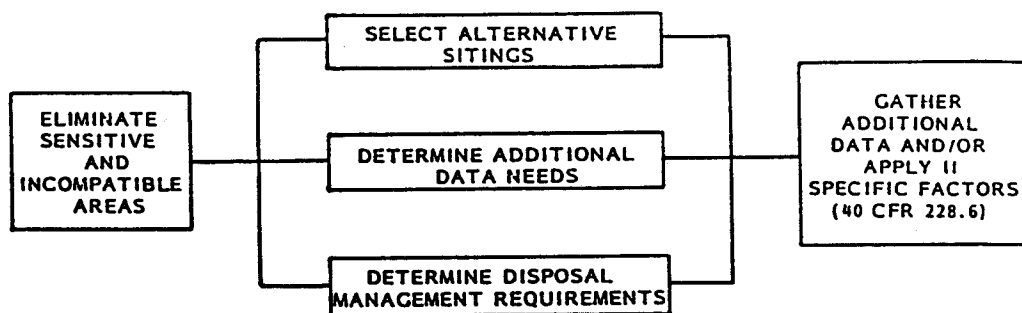 ELIMINATE
SENSITIVE
AND
INCOMPATIBLE
AREAS
SELECT ALTERNATIVE
SITINGS
DETERMINE ADDITIONAL
DATA NEEDS
DETERMINE DISPOSAL
MANAGEMENT REQUIREMENTS
GATHER
ADDITIONAL
DATA AND/OR
APPLY II
SPECIFIC FACTORS
(40 CFR 228.6)